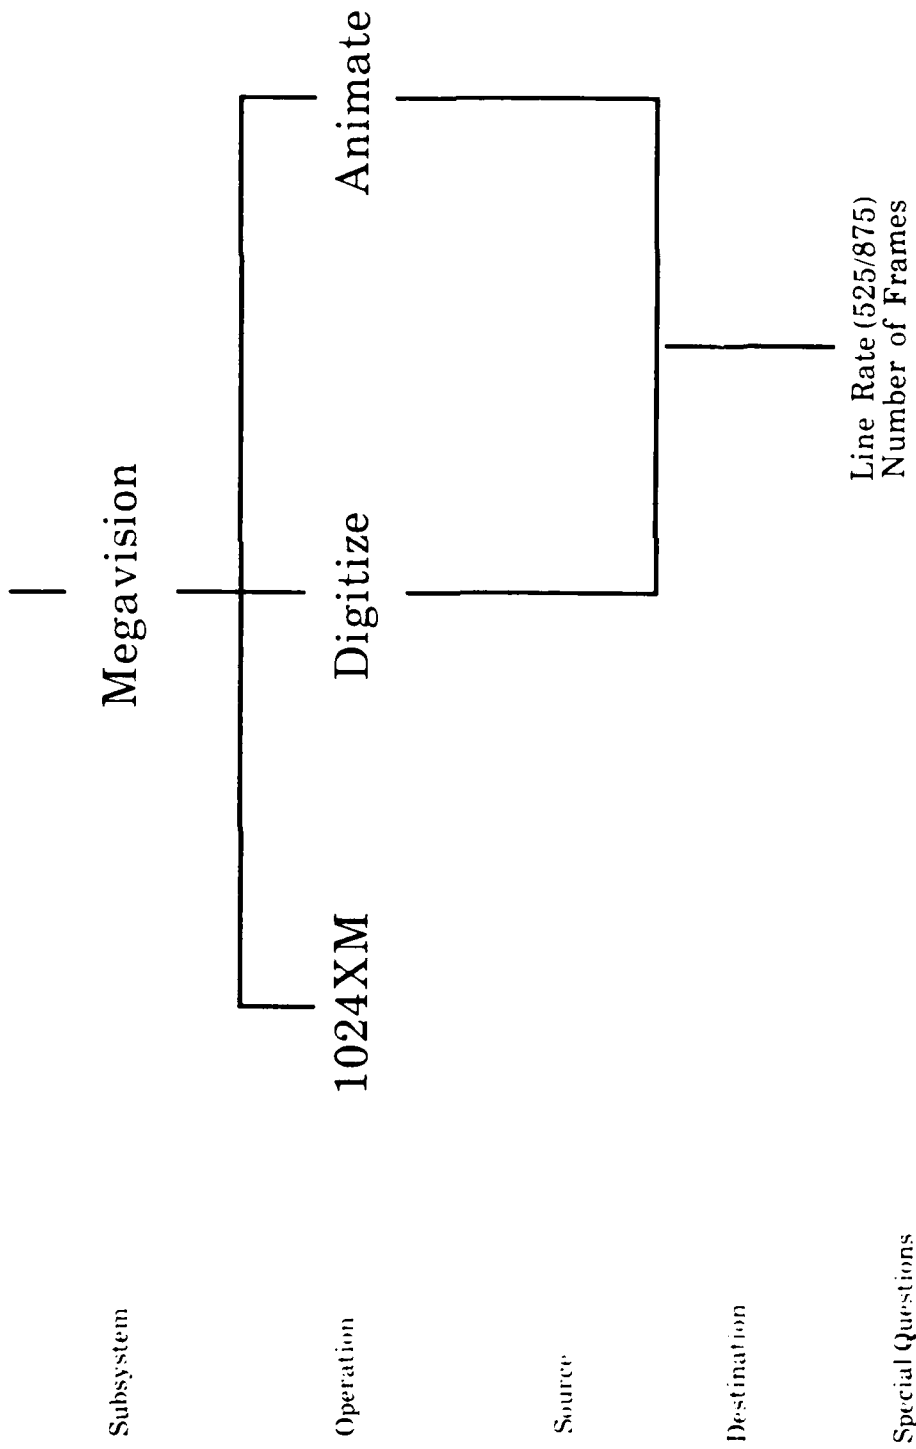 Subsystem
Megavision
Operation
1024XM
Digitize
Animate
Source
Destination
Special Questions
Line Rate (525/875)
Number of Frames